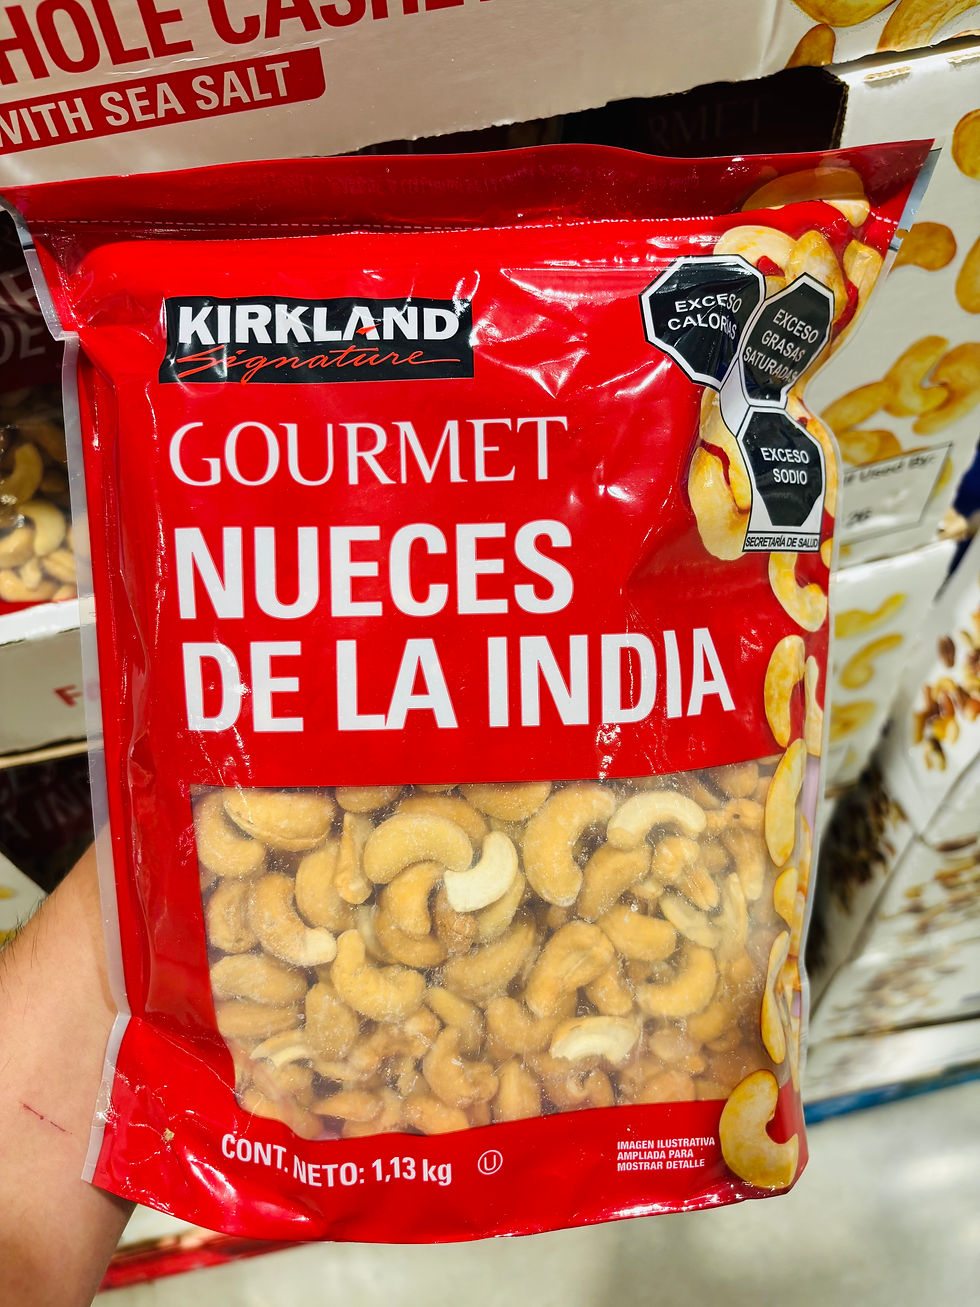 HOLE CASHE
WITH SEA SALT
KIRKLAND
Signature
GOURMET
NUECES
DE LA INDIA
EXCESO
CALORÍAS
EXCESO
GRASAS
SATURADAS
EXCESO
SODIO
SECRETARÍA DE SALUD
CONT. NETO: 1,13 kg
U
IMAGEN ILUSTRATIVA
AMPLIADA PARA
MOSTRAR DETALLE